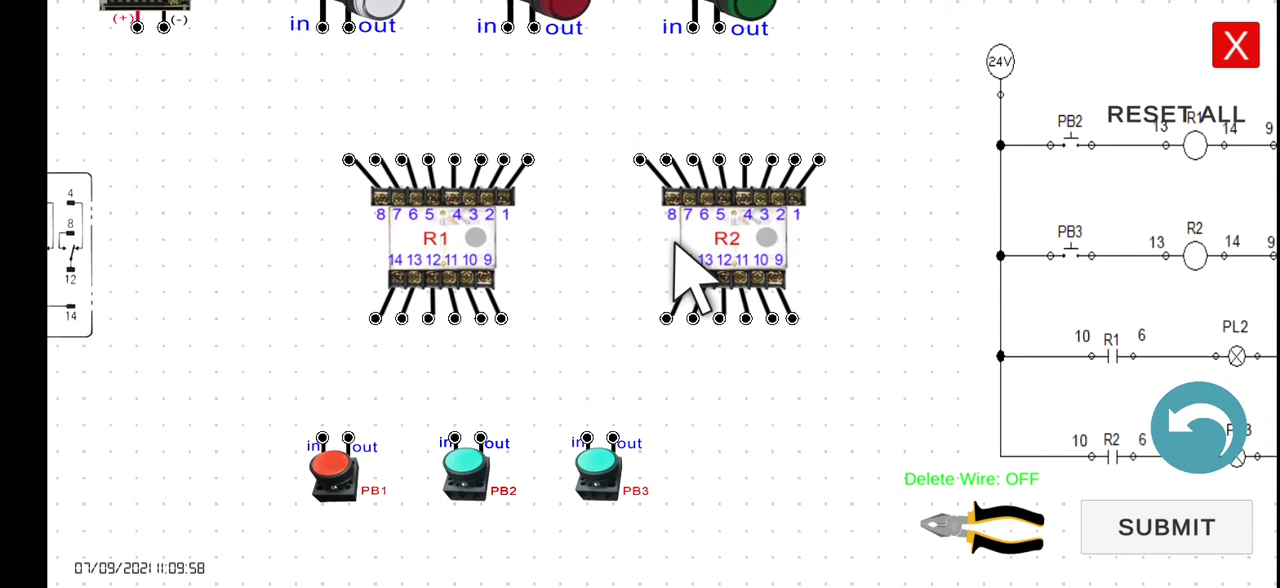 (+) (-)
in out
in out
in out
X
24V
RESET ALL
PB2 13 R1 14 9
4
8
12
14
8 7 6 5 4 3 2 1
R1
14 13 12 11 10 9
8 7 6 5 4 3 2 1
R2
13 12 11 10 9
PB3 13 R2 14 9
10 R1 6 PL2
10 R2 6
in out
PB1
in out
PB2
in out
PB3
Delete Wire: OFF
SUBMIT
07/09/2021 11:09:58